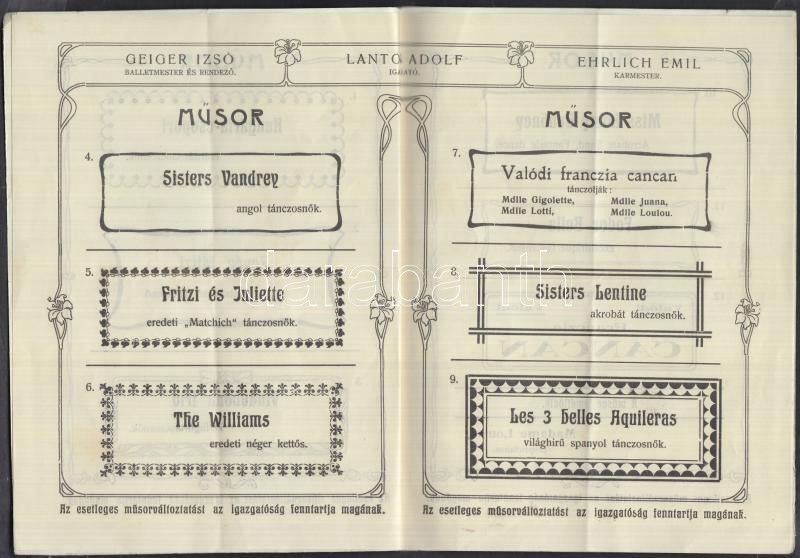 GEIGER IZSÓ
BALLETMESTER ÉS RENDEZŐ.
LANTO ADOLF
IGAZGATÓ.
EHRLICH EMIL
KARMESTER.
MŰSOR
4.
Sisters Vandrey
angol tánczosnők.
5.
Fritzi és Juliette
eredeti „Matchich" tánczosnők.
6.
The Williams
eredeti néger kettős.
Az esetleges műsorváltoztatást az igazgatóság fenntartja magának.
MŰSOR
7.
Valódi franczia cancan
tánczolják:
Mdlle Gigolette, Mdlle Juana,
Mdlle Lotti, Mdlle Loulou.
8.
Sisters Lentine
akrobát tánczosnők.
9.
Les 3 belles Aquileras
világhirű spanyol tánczosnők.
Az esetleges műsorváltoztatást az igazgatóság fenntartja magának.
darabanth